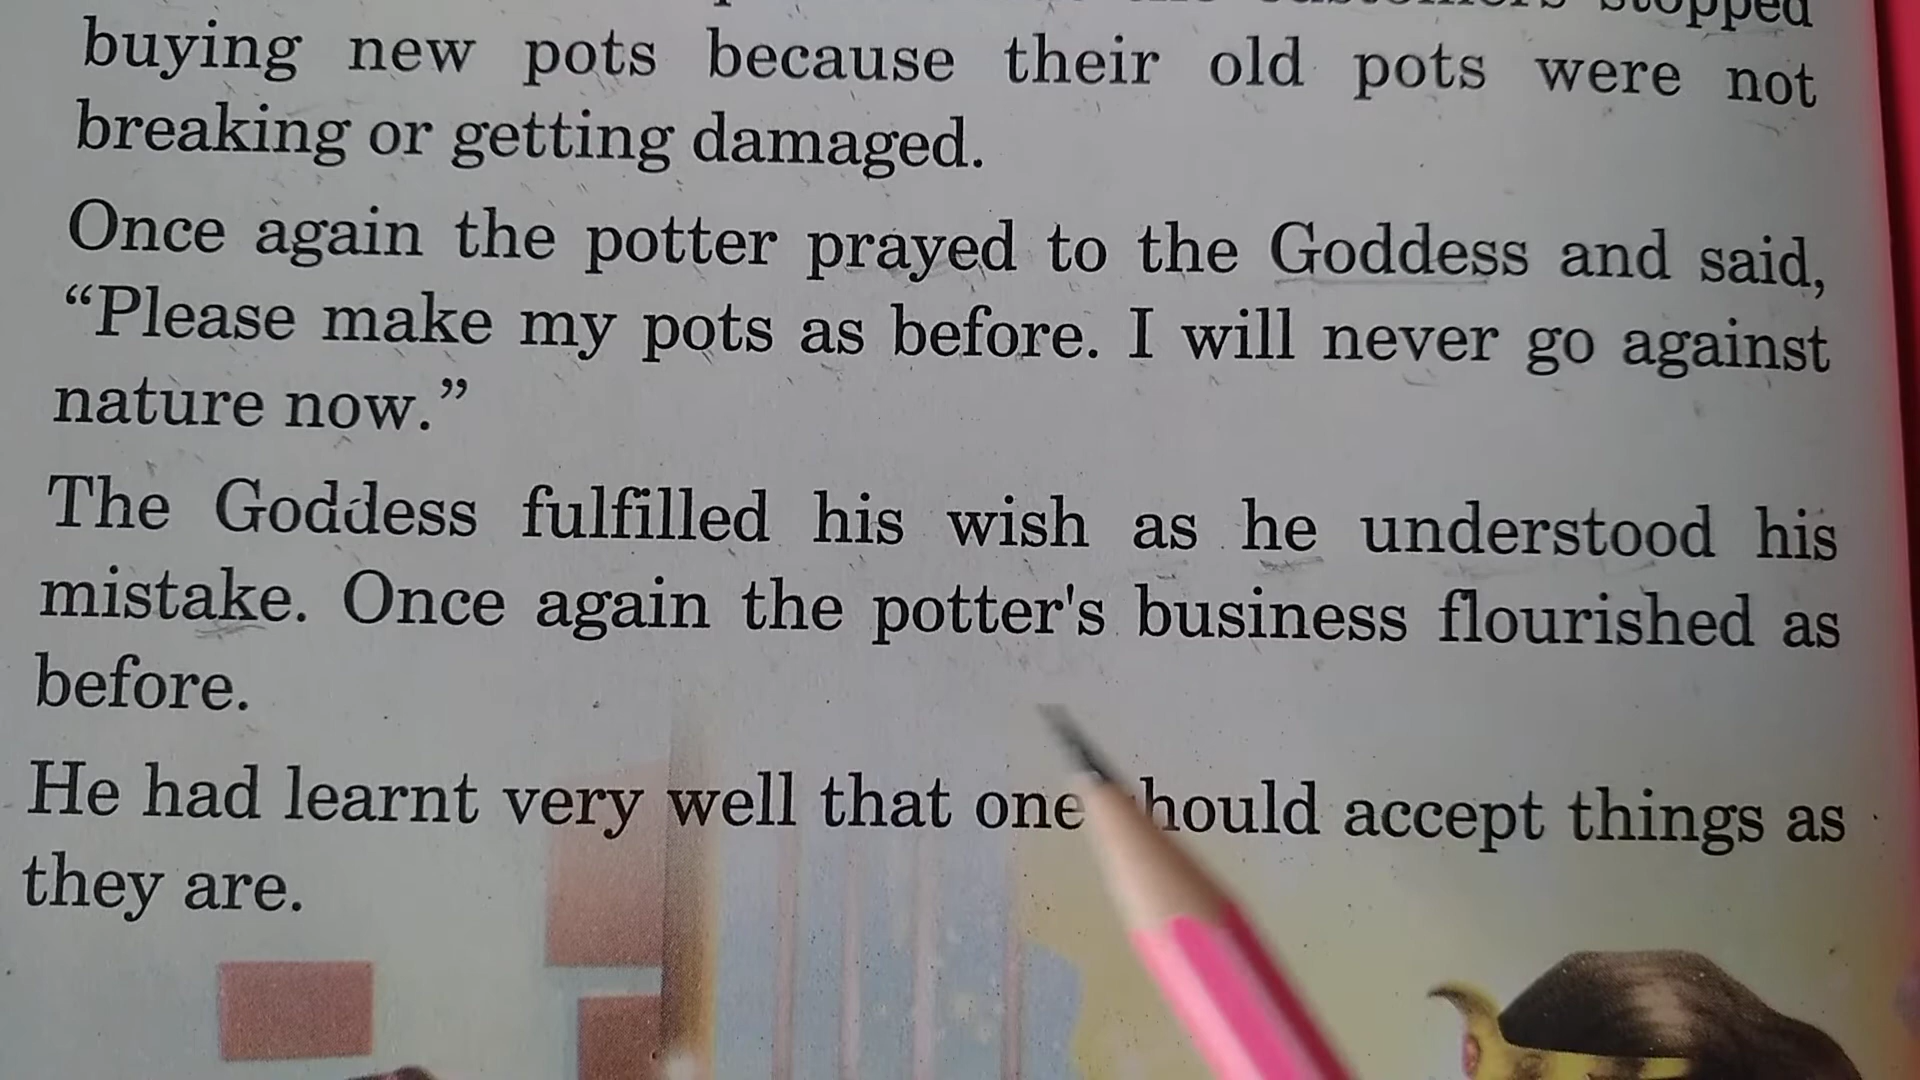 customers stopped
buying new pots because their old pots were not
breaking or getting damaged.
Once again the potter prayed to the Goddess and said,
“Please make my pots as before. I will never go against
nature now.”
The Goddess fulfilled his wish as he understood his
mistake. Once again the potter's business flourished as
before.
He had learnt very well that one should accept things as
they are.